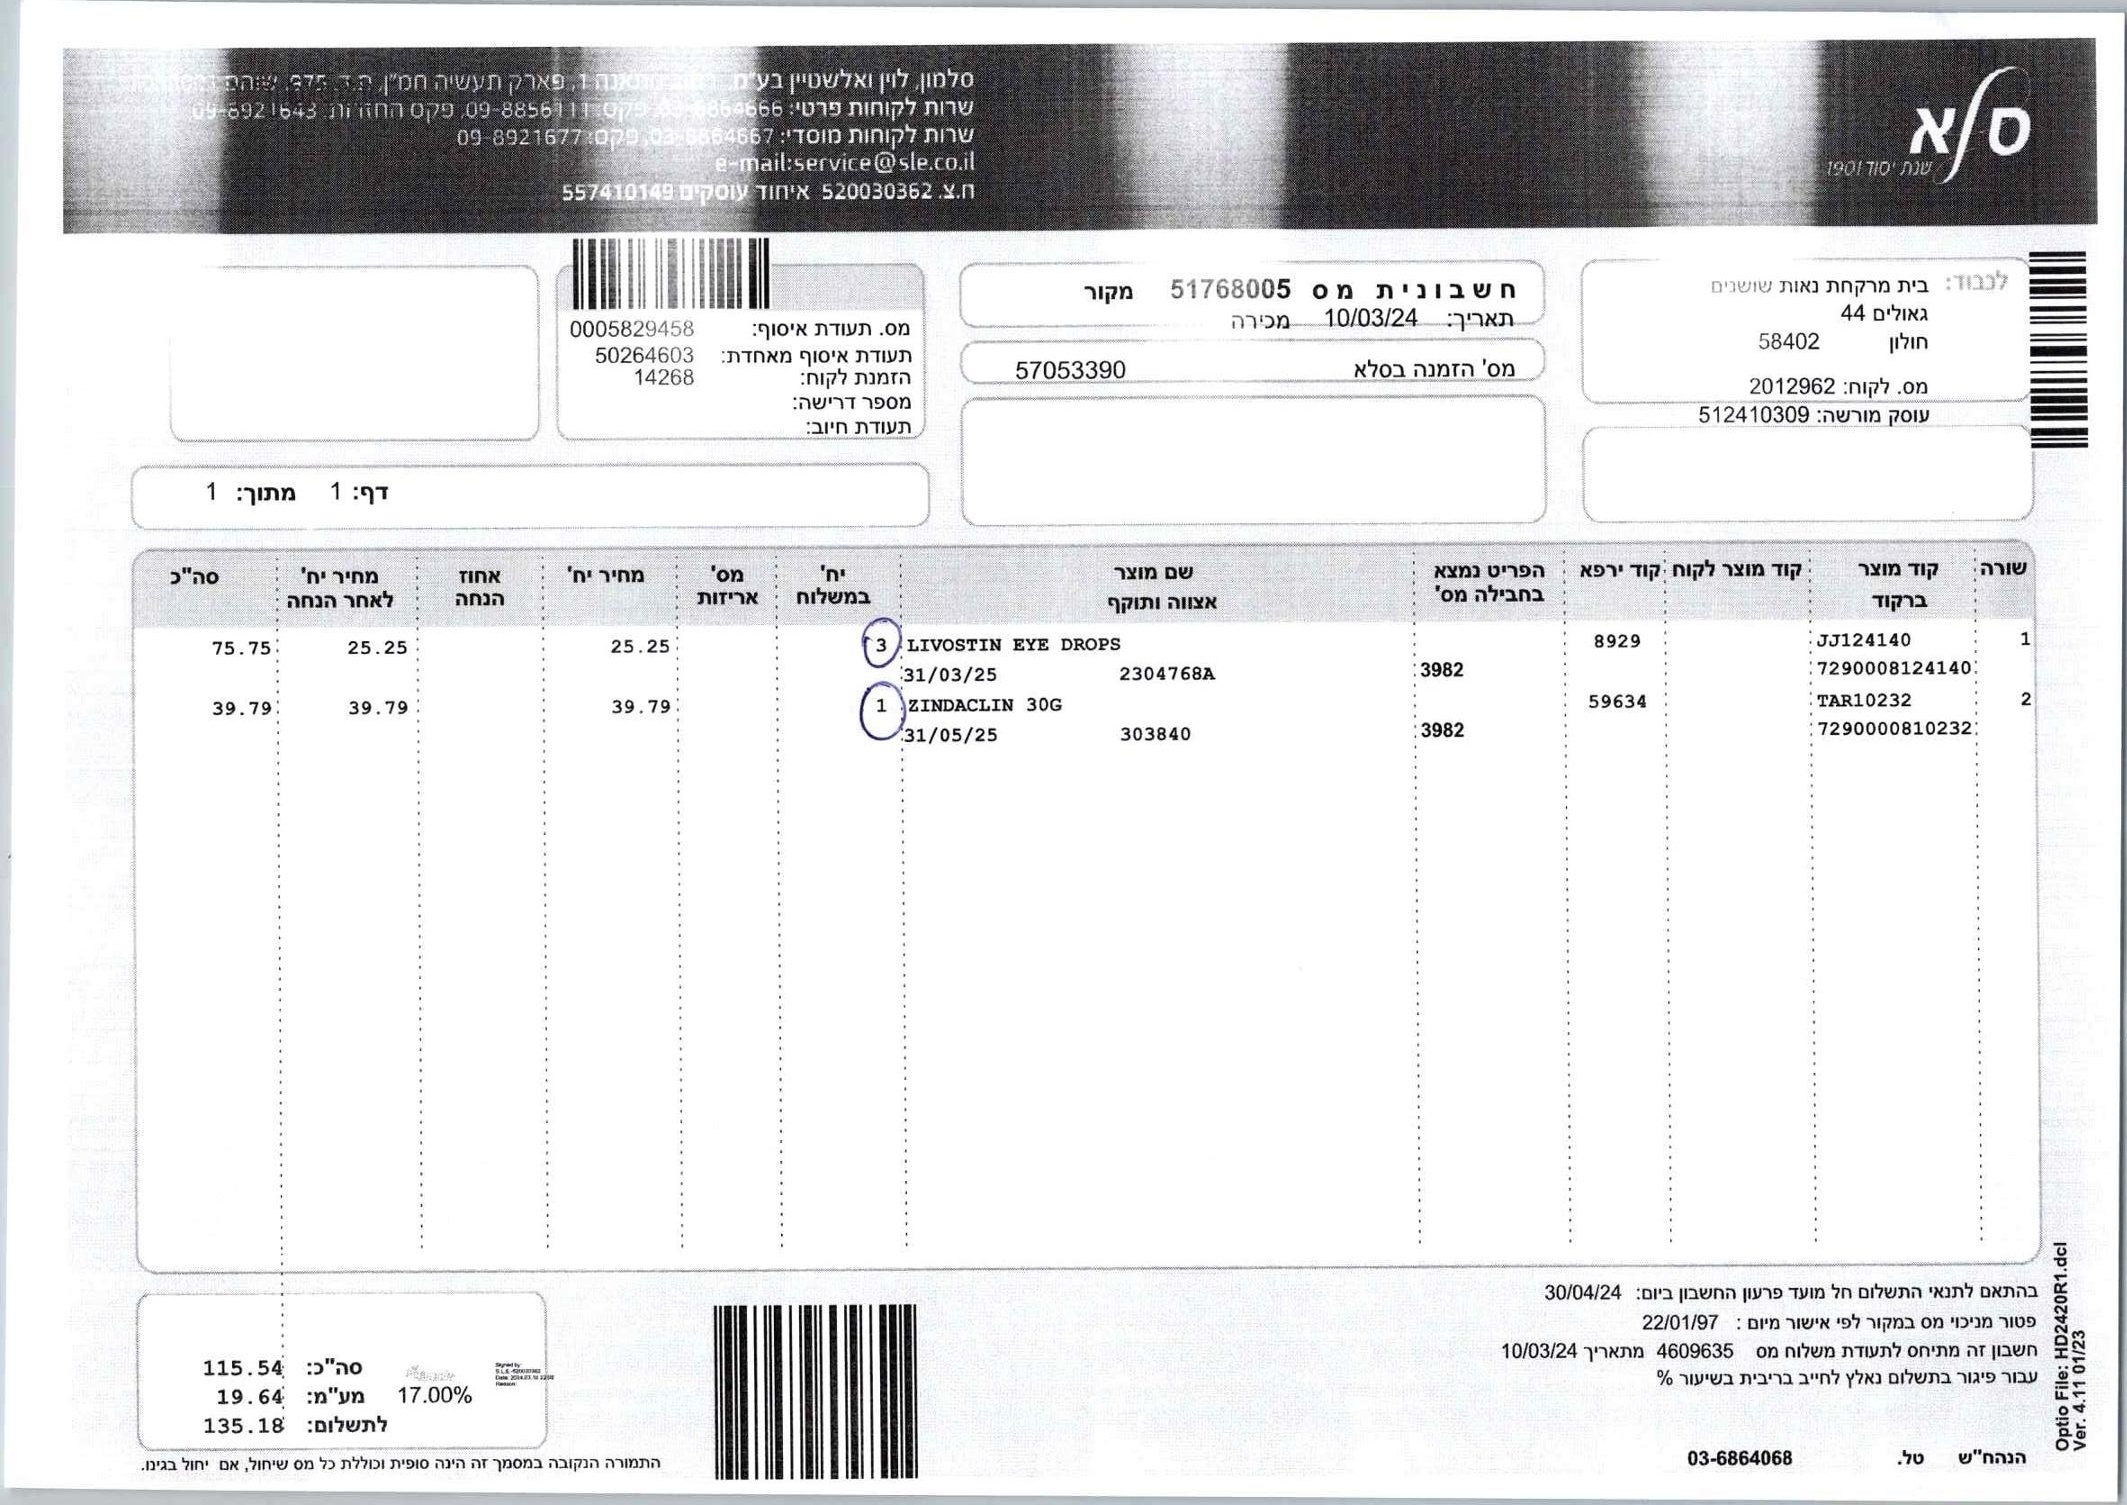 סלא
שנת יסוד 1901
סלמון, לוין ואלשטיין בע"מ, פארק תעשיה חמ"ן, ת.ד. 975, שוהם
שרות לקוחות פרטי: 03-6864666, פקס: 09-8856111, פקס החזרות: 09-8921643
שרות לקוחות מוסדי: 03-6864667, פקס: 09-8921677
e-mail:service@sle.co.il
ח.צ. 520030362 איחוד עוסקים 557410149
לכבוד: בית מרקחת נאות שושנים
גאולים 44
חולון 58402
מס. לקוח: 2012962
עוסק מורשה: 512410309
חשבונית מס 51768005 מקור
תאריך: 10/03/24 מכירה
מס' הזמנה בסלא 57053390
מס. תעודת איסוף: 0005829458
תעודת איסוף מאחדת: 50264603
הזמנת לקוח: 14268
מספר דרישה:
תעודת חיוב:
דף: 1 מתוך: 1
שורה קוד מוצר ברקוד קוד מוצר לקוח קוד ירפא הפריט נמצא בחבילה מס' שם מוצר אצווה ותוקף יח' במשלוח מס' אריזות מחיר יח' אחוז הנחה מחיר יח' לאחר הנחה סה"כ
1 JJ124140 8929 LIVOSTIN EYE DROPS 3 25.25 25.25 75.75
7290008124140 3982 2304768A 31/03/25
2 TAR10232 59634 ZINDACLIN 30G 1 39.79 39.79 39.79
7290000810232 3982 303840 31/05/25
בהתאם לתנאי התשלום חל מועד פרעון החשבון ביום: 30/04/24
פטור מניכוי מס במקור לפי אישור מיום : 22/01/97
חשבון זה מתיחס לתעודת משלוח מס 4609635 מתאריך 10/03/24
עבור פיגור בתשלום נאלץ לחייב בריבית בשיעור %
הנהח"ש טל. 03-6864068
סה"כ: 115.54
מע"מ: 17.00% 19.64
לתשלום: 135.18
התמורה הנקובה במסמך זה הינה סופית וכוללת כל מס שיחול, אם יחול בגינו.
Optio File: HD2420R1.dcl
Ver. 4.11 01/23